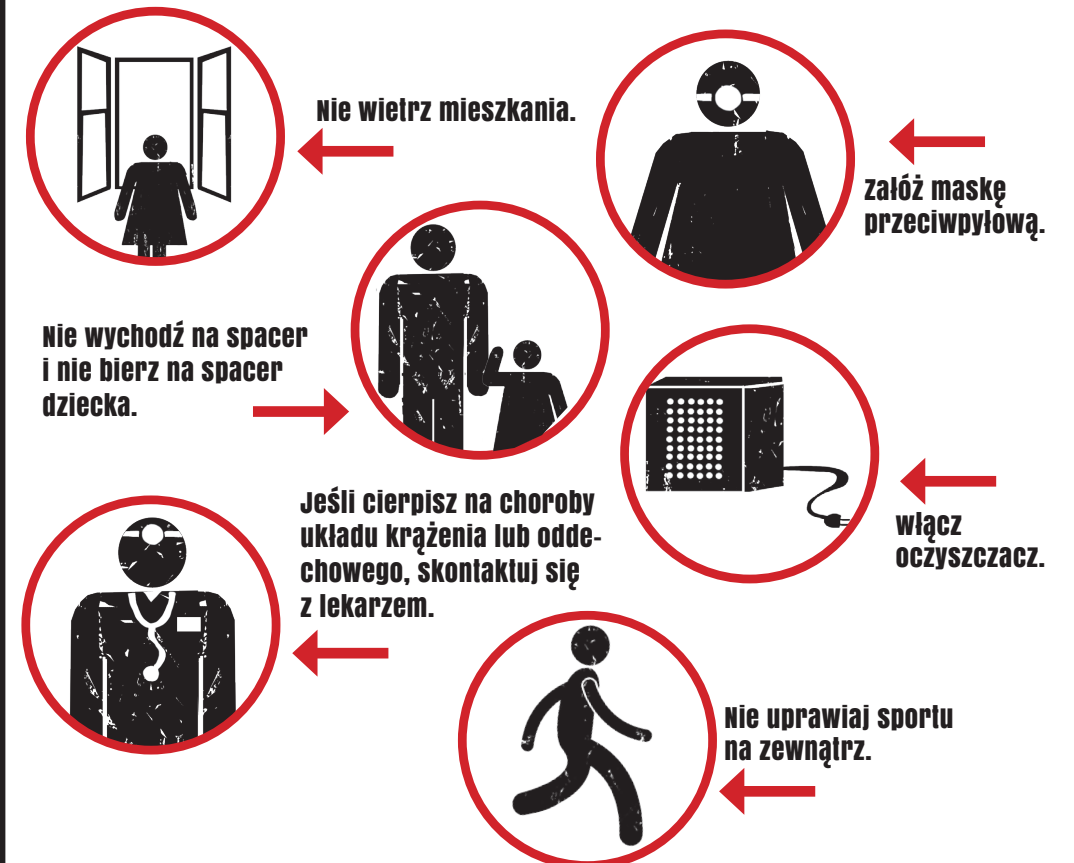 Nie wietrz mieszkania.
Załóż maskę
przeciwpyłową.
Nie wychodź na spacer
i nie bierz na spacer
dziecka.
włącz
oczyszczacz.
Jeśli cierpisz na choroby
układu krążenia lub odde-
chowego, skontaktuj się
z lekarzem.
Nie uprawiaj sportu
na zewnątrz.